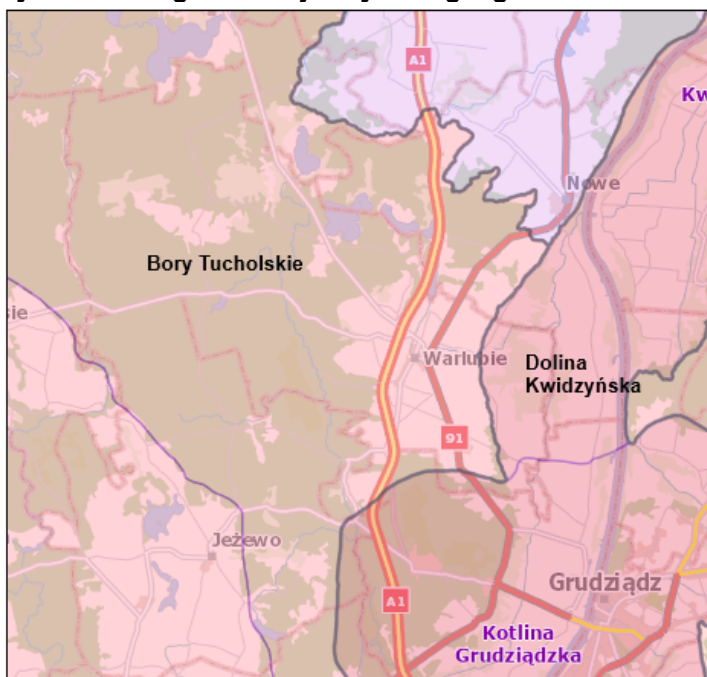 A1
Kw
Nowe
Bory Tucholskie
sie
Warlubie
Dolina
Kwidzyńska
91
Jeżewo
Grudziądz
A1
Kotlina
Grudziądzka